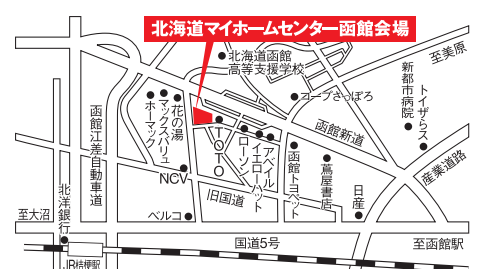 北海道マイホームセンター函館会場
北海道函館
高等支援学校
至美原
コープさっぽろ
新都市病院
トイザらス
花の湯
マックスバリュ
ホーマック
TOTO
函館新道
函館江差自動車道
アベイル
イエローハット
ローソン
函館トヨペット
蔦屋書店
産業道路
NCV
旧国道
日産
北洋銀行
至大沼
ベルコ
国道5号
至函館駅
JR桔梗駅